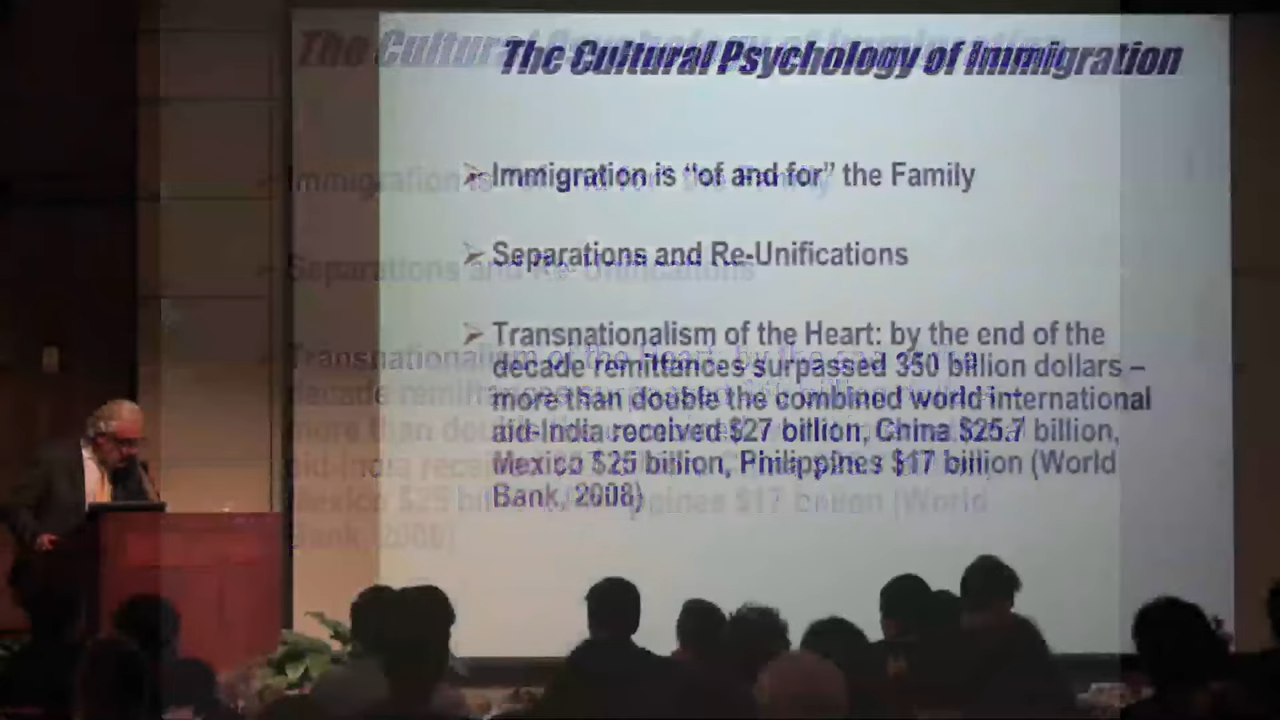 The Cultural Psychology of Immigration
Immigration is “of and for” the Family
Separations and Re-Unifications
Transnationalism of the Heart: by the end of the
decade remittances surpassed 350 billion dollars –
more than double the combined world international
aid-India received $27 billion, China $25.7 billion,
Mexico $25 billion, Philippines $17 billion (World
Bank, 2008)